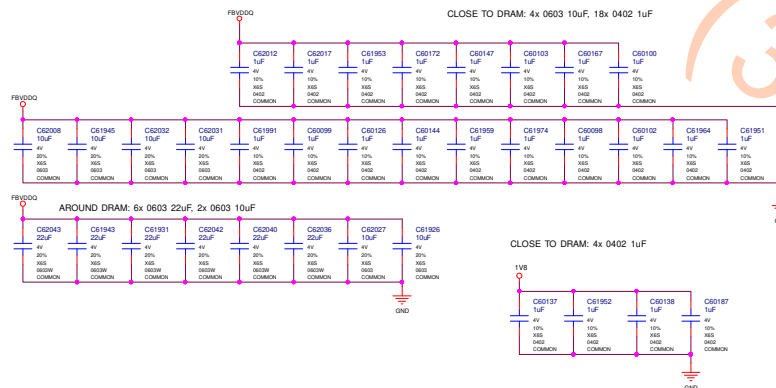 FBVDDQ
CLOSE TO DRAM: 4x 0603 10uF, 18x 0402 1uF
C62012 C62017 C61953 C60172 C60147 C60103 C60167 C60100
1uF 1uF 1uF 1uF 1uF 1uF 1uF 1uF
4V 4V 4V 4V 4V 4V 4V 4V
10% 10% 10% 10% 10% 10% 10% 10%
X6S X6S X6S X6S X6S X6S X6S X6S
0402 0402 0402 0402 0402 0402 0402 0402
COMMON COMMON COMMON COMMON COMMON COMMON COMMON COMMON
FBVDDQ
C62008 C61945 C62032 C62031 C61991 C60099 C60126 C60144 C61959 C61974 C60098 C60102 C61964 C61951
10uF 10uF 10uF 10uF 1uF 1uF 1uF 1uF 1uF 1uF 1uF 1uF 1uF 1uF
4V 4V 4V 4V 4V 4V 4V 4V 4V 4V 4V 4V 4V 4V
20% 20% 20% 20% 10% 10% 10% 10% 10% 10% 10% 10% 10% 10%
X6S X6S X6S X6S X6S X6S X6S X6S X6S X6S X6S X6S X6S X6S
0603 0603 0603 0603 0402 0402 0402 0402 0402 0402 0402 0402 0402 0402
COMMON COMMON COMMON COMMON COMMON COMMON COMMON COMMON COMMON COMMON COMMON COMMON COMMON COMMON
FBVDDQ
AROUND DRAM: 6x 0603 22uF, 2x 0603 10uF
C62043 C61943 C61931 C62042 C62040 C62036 C62027 C61926
22uF 22uF 22uF 22uF 22uF 22uF 10uF 10uF
4V 4V 4V 4V 4V 4V 4V 4V
20% 20% 20% 20% 20% 20% 20% 20%
X6S X6S X6S X6S X6S X6S X6S X6S
0603W 0603W 0603W 0603W 0603W 0603W 0603 0603
COMMON COMMON COMMON COMMON COMMON COMMON COMMON COMMON
GND
CLOSE TO DRAM: 4x 0402 1uF
1V8
C60137 C61952 C60138 C60187
1uF 1uF 1uF 1uF
4V 4V 4V 4V
10% 10% 10% 10%
X6S X6S X6S X6S
0402 0402 0402 0402
COMMON COMMON COMMON COMMON
GND